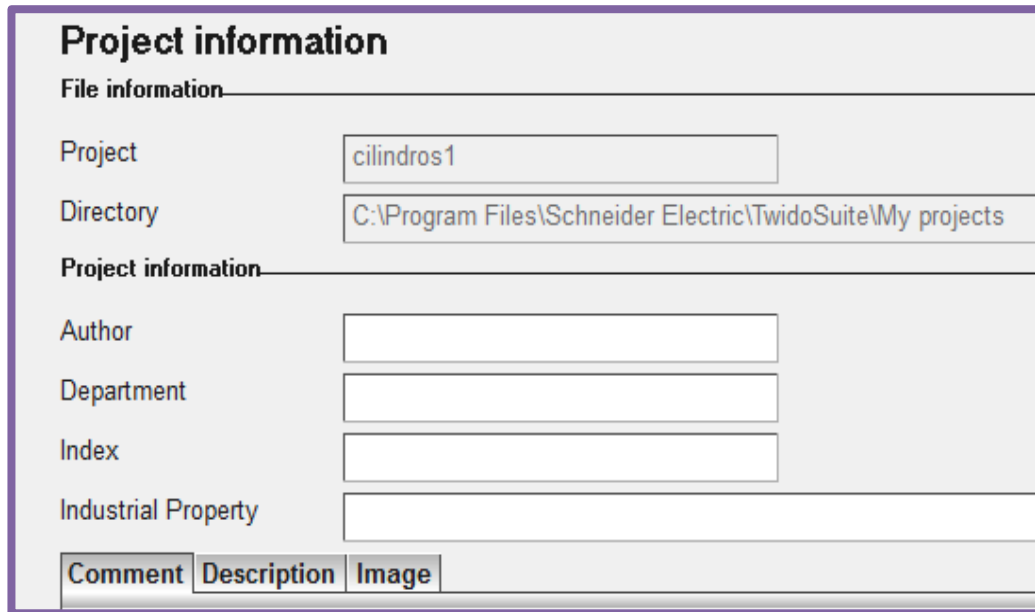 Project information
File information
Project cilindros1
Directory C:\Program Files\Schneider Electric\TwidoSuite\My projects
Project information
Author
Department
Index
Industrial Property
Comment Description Image